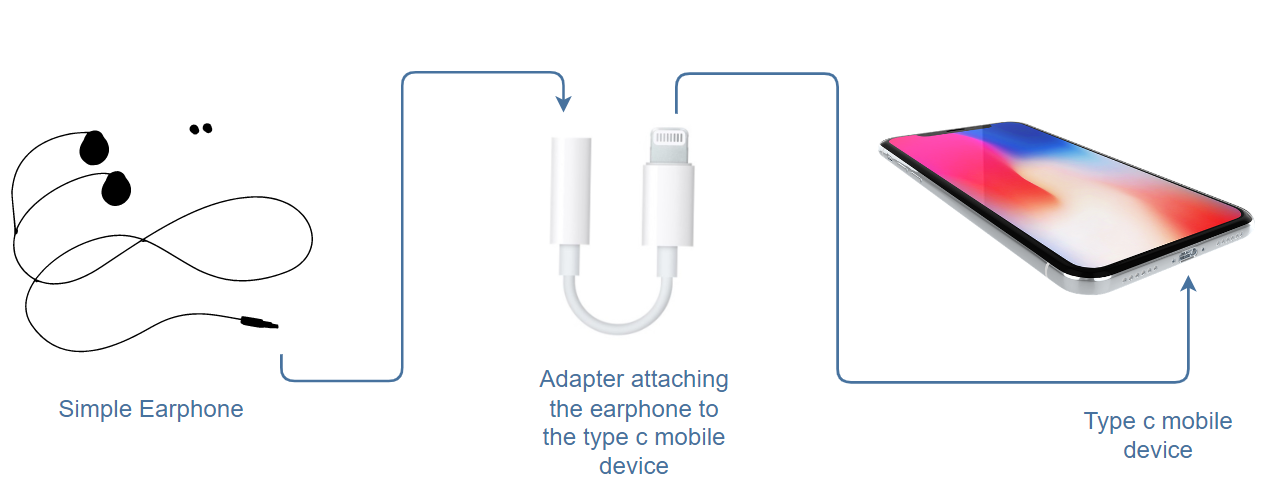 Simple Earphone
Adapter attaching
the earphone to
the type c mobile
device
Type c mobile
device